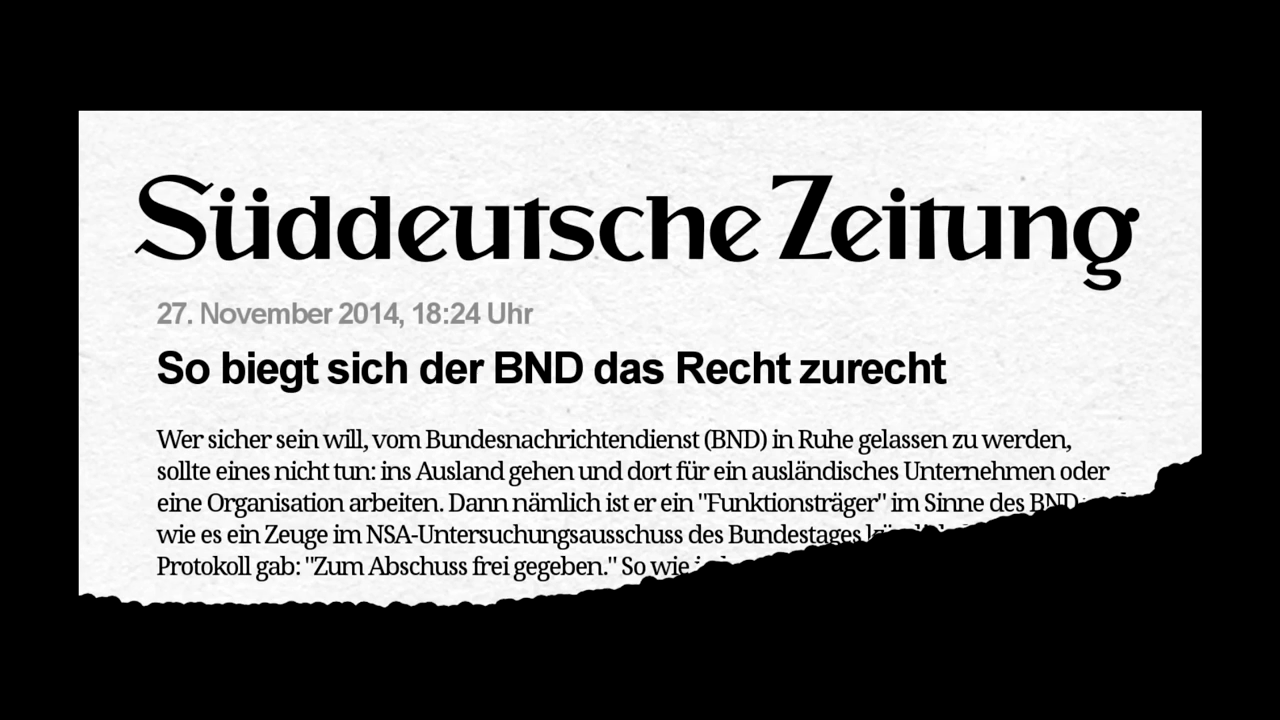 Süddeutsche Zeitung
27. November 2014, 18:24 Uhr
So biegt sich der BND das Recht zurecht
Wer sicher sein will, vom Bundesnachrichtendienst (BND) in Ruhe gelassen zu werden,
sollte eines nicht tun: ins Ausland gehen und dort für ein ausländisches Unternehmen oder
eine Organisation arbeiten. Dann nämlich ist er ein "Funktionsträger" im Sinne des BND
wie es ein Zeuge im NSA-Untersuchungsausschuss des Bundestages
Protokoll gab: "Zum Abschuss frei gegeben." So wie